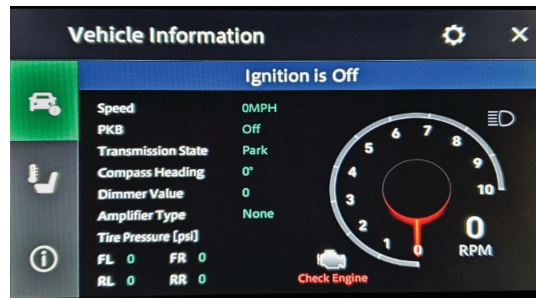 Vehicle Information
Ignition is Off
Speed 0MPH
PKB Off
Transmission State Park
Compass Heading 0°
Dimmer Value 0
Amplifier Type None
Tire Pressure [psi]
FL 0 FR 0
RL 0 RR 0
0 1 2 3 4 5 6 7 8 9 10
0
RPM
Check Engine